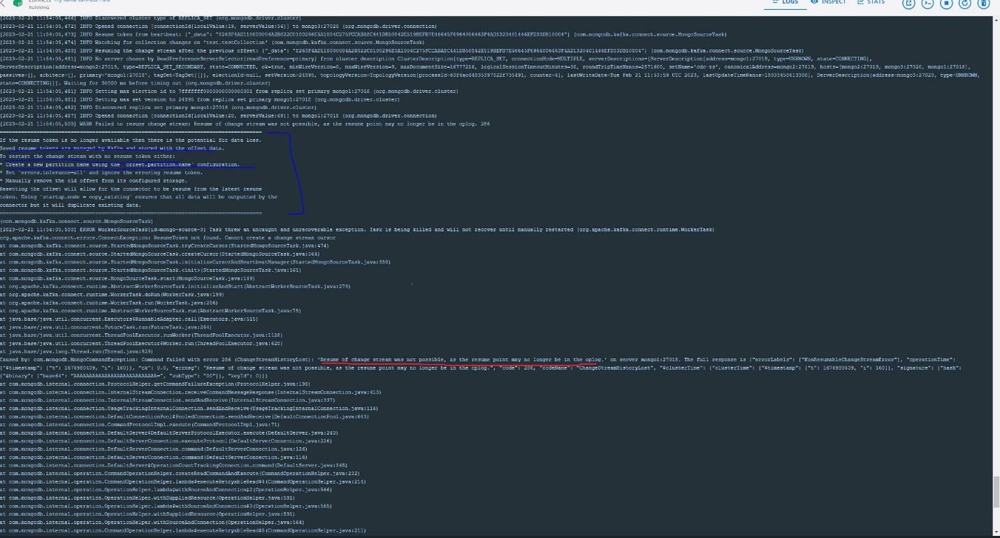 connect my-kafka-connect:1.0.0
RUNNING
LOGS
INSPECT
STATS
[2023-02-21 11:54:05,466] INFO Discovered cluster type of REPLICA_SET (org.mongodb.driver.cluster)
[2023-02-21 11:54:05,472] INFO Opened connection [connectionId{localValue:19, serverValue:54}] to mongo3:27020 (org.mongodb.driver.connection)
[2023-02-21 11:54:05,473] INFO Resume token from heartbeat: {"_data": "8263F4AD110000004A2B022C0100296E5A1004C275FCCABA8C441DB50842E519BEFB7E46645F6964006463F4AD1320401446EFD33DB10004"} (com.mongodb.kafka.connect.source.MongoSourceTask)
[2023-02-21 11:54:05,474] INFO Watching for collection changes on 'test.testCollection' (com.mongodb.kafka.connect.source.MongoSourceTask)
[2023-02-21 11:54:05,480] INFO Resuming the change stream after the previous offset: {"_data": "8263F4AD110000004A2B022C0100296E5A1004C275FCCABA8C441DB50842E519BEFB7E46645F6964006463F4AD1320401446EFD33DB10004"} (com.mongodb.kafka.connect.source.MongoSourceTask)
[2023-02-21 11:54:05,481] INFO No server chosen by ReadPreferenceServerSelector{readPreference=primary} from cluster description ClusterDescription{type=REPLICA_SET, connectionMode=MULTIPLE, serverDescriptions=[ServerDescription{address=mongo1:27018, type=UNKNOWN, state=CONNECTING},
ServerDescription{address=mongo2:27019, type=REPLICA_SET_SECONDARY, state=CONNECTED, ok=true, minWireVersion=0, maxWireVersion=9, maxDocumentSize=16777216, logicalSessionTimeoutMinutes=30, roundTripTimeNanos=2571600, setName='cdc-rs', canonicalAddress=mongo2:27019, hosts=[mongo2:27019, mongo3:27020, mongo1:27018],
passives=[], arbiters=[], primary='mongo1:27018', tagSet=TagSet{[]}, electionId=null, setVersion=24895, topologyVersion=TopologyVersion{processId=63f4ac44835397822f735491, counter=4}, lastWriteDate=Tue Feb 21 11:53:59 UTC 2023, lastUpdateTimeNanos=18033458613300}, ServerDescription{address=mongo3:27020, type=UNKNOWN,
state=CONNECTING}]}. Waiting for 30000 ms before timing out (org.mongodb.driver.cluster)
[2023-02-21 11:54:05,481] INFO Setting max election id to 7fffffff0000000000000001 from replica set primary mongo1:27018 (org.mongodb.driver.cluster)
[2023-02-21 11:54:05,482] INFO Setting max set version to 24895 from replica set primary mongo1:27018 (org.mongodb.driver.cluster)
[2023-02-21 11:54:05,482] INFO Discovered replica set primary mongo1:27018 (org.mongodb.driver.cluster)
[2023-02-21 11:54:05,487] INFO Opened connection [connectionId{localValue:20, serverValue:69}] to mongo1:27018 (org.mongodb.driver.connection)
[2023-02-21 11:54:05,500] WARN Failed to resume change stream: Resume of change stream was not possible, as the resume point may no longer be in the oplog. 286
=====================================================================================
If the resume token is no longer available then there is the potential for data loss.
Saved resume tokens are managed by Kafka and stored with the offset data.
To restart the change stream with no resume token either:
* Create a new partition name using the `offset.partition.name` configuration.
* Set `errors.tolerance=all` and ignore the erroring resume token.
* Manually remove the old offset from its configured storage.
Resetting the offset will allow for the connector to be resume from the latest resume
token. Using `startup.mode = copy_existing` ensures that all data will be outputted by the
connector but it will duplicate existing data.
=====================================================================================
(com.mongodb.kafka.connect.source.MongoSourceTask)
[2023-02-21 11:54:05,500] ERROR WorkerSourceTask{id=mongo-source-0} Task threw an uncaught and unrecoverable exception. Task is being killed and will not recover until manually restarted (org.apache.kafka.connect.runtime.WorkerTask)
org.apache.kafka.connect.errors.ConnectException: ResumeToken not found. Cannot create a change stream cursor
at com.mongodb.kafka.connect.source.StartedMongoSourceTask.tryCreateCursor(StartedMongoSourceTask.java:474)
at com.mongodb.kafka.connect.source.StartedMongoSourceTask.createCursor(StartedMongoSourceTask.java:364)
at com.mongodb.kafka.connect.source.StartedMongoSourceTask.initializeCursorAndHeartbeatManager(StartedMongoSourceTask.java:350)
at com.mongodb.kafka.connect.source.StartedMongoSourceTask.<init>(StartedMongoSourceTask.java:161)
at com.mongodb.kafka.connect.source.MongoSourceTask.start(MongoSourceTask.java:149)
at org.apache.kafka.connect.runtime.AbstractWorkerSourceTask.initializeAndStart(AbstractWorkerSourceTask.java:273)
at org.apache.kafka.connect.runtime.WorkerTask.doRun(WorkerTask.java:199)
at org.apache.kafka.connect.runtime.WorkerTask.run(WorkerTask.java:256)
at org.apache.kafka.connect.runtime.AbstractWorkerSourceTask.run(AbstractWorkerSourceTask.java:75)
at java.base/java.util.concurrent.Executors$RunnableAdapter.call(Executors.java:515)
at java.base/java.util.concurrent.FutureTask.run(FutureTask.java:264)
at java.base/java.util.concurrent.ThreadPoolExecutor.runWorker(ThreadPoolExecutor.java:1128)
at java.base/java.util.concurrent.ThreadPoolExecutor$Worker.run(ThreadPoolExecutor.java:628)
at java.base/java.lang.Thread.run(Thread.java:829)
Caused by: com.mongodb.MongoCommandException: Command failed with error 286 (ChangeStreamHistoryLost): 'Resume of change stream was not possible, as the resume point may no longer be in the oplog.' on server mongo1:27018. The full response is {"errorLabels": ["NonResumableChangeStreamError"], "operationTime":
{"$timestamp": {"t": 1676980439, "i": 160}}, "ok": 0.0, "errmsg": "Resume of change stream was not possible, as the resume point may no longer be in the oplog.", "code": 286, "codeName": "ChangeStreamHistoryLost", "$clusterTime": {"clusterTime": {"$timestamp": {"t": 1676980439, "i": 160}}, "signature": {"hash":
{"$binary": {"base64": "AAAAAAAAAAAAAAAAAAAAAAAAAAA=", "subType": "00"}}, "keyId": 0}}}
at com.mongodb.internal.connection.ProtocolHelper.getCommandFailureException(ProtocolHelper.java:198)
at com.mongodb.internal.connection.InternalStreamConnection.receiveCommandMessageResponse(InternalStreamConnection.java:413)
at com.mongodb.internal.connection.InternalStreamConnection.sendAndReceive(InternalStreamConnection.java:337)
at com.mongodb.internal.connection.UsageTrackingInternalConnection.sendAndReceive(UsageTrackingInternalConnection.java:116)
at com.mongodb.internal.connection.DefaultConnectionPool$PooledConnection.sendAndReceive(DefaultConnectionPool.java:643)
at com.mongodb.internal.connection.CommandProtocolImpl.execute(CommandProtocolImpl.java:71)
at com.mongodb.internal.connection.DefaultServer$DefaultServerProtocolExecutor.execute(DefaultServer.java:240)
at com.mongodb.internal.connection.DefaultServerConnection.executeProtocol(DefaultServerConnection.java:226)
at com.mongodb.internal.connection.DefaultServerConnection.command(DefaultServerConnection.java:126)
at com.mongodb.internal.connection.DefaultServerConnection.command(DefaultServerConnection.java:116)
at com.mongodb.internal.connection.DefaultServer$OperationCountTrackingConnection.command(DefaultServer.java:345)
at com.mongodb.internal.operation.CommandOperationHelper.createReadCommandAndExecute(CommandOperationHelper.java:232)
at com.mongodb.internal.operation.CommandOperationHelper.lambda$executeRetryableRead$4(CommandOperationHelper.java:214)
at com.mongodb.internal.operation.OperationHelper.lambda$withSourceAndConnection$2(OperationHelper.java:566)
at com.mongodb.internal.operation.OperationHelper.withSuppliedResource(OperationHelper.java:591)
at com.mongodb.internal.operation.OperationHelper.lambda$withSourceAndConnection$3(OperationHelper.java:565)
at com.mongodb.internal.operation.OperationHelper.withSuppliedResource(OperationHelper.java:591)
at com.mongodb.internal.operation.OperationHelper.withSourceAndConnection(OperationHelper.java:564)
at com.mongodb.internal.operation.CommandOperationHelper.lambda$executeRetryableRead$5(CommandOperationHelper.java:211)